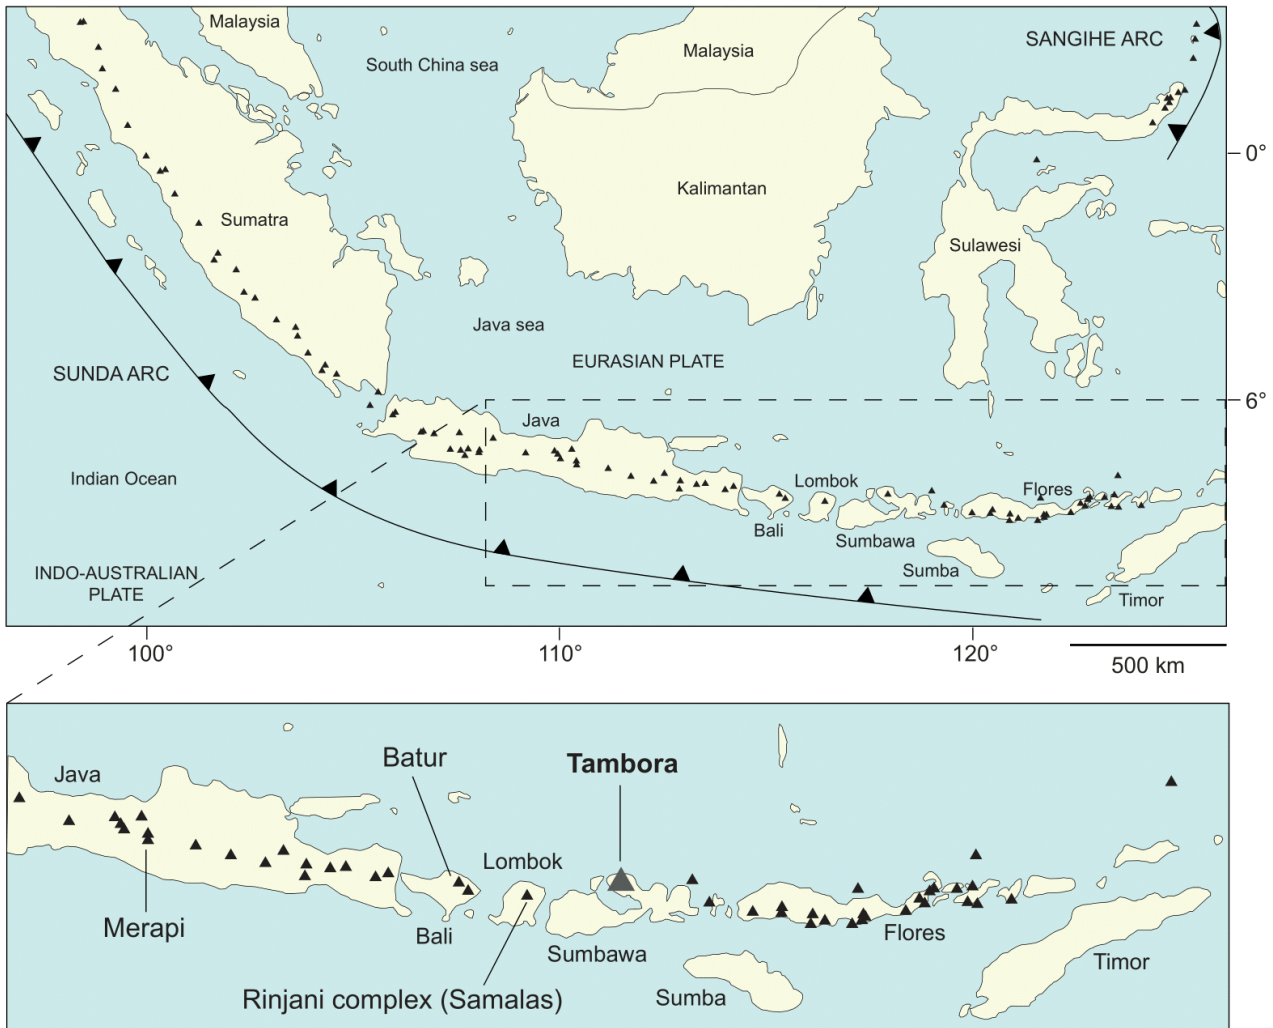 Malaysia
SANGIHE ARC
Malaysia
South China sea
0°
Kalimantan
Sumatra
Sulawesi
Java sea
EURASIAN PLATE
SUNDA ARC
6°
Java
Indian Ocean
Lombok
Flores
Bali
Sumbawa
INDO-AUSTRALIAN
PLATE
Sumba
Timor
100°
110°
120°
500 km
Batur
Tambora
Java
Lombok
Merapi
Bali
Flores
Sumbawa
Timor
Rinjani complex (Samalas)
Sumba